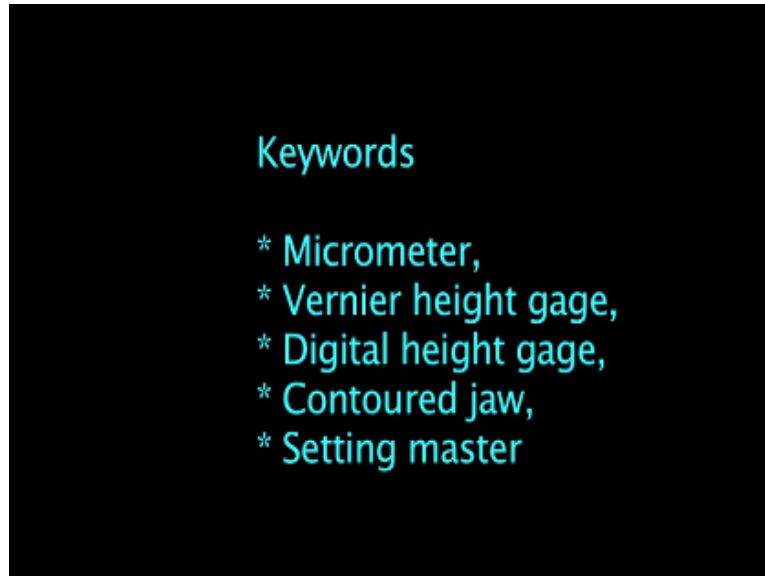 Keywords
* Micrometer,
* Vernier height gage,
* Digital height gage,
* Contoured jaw,
* Setting master